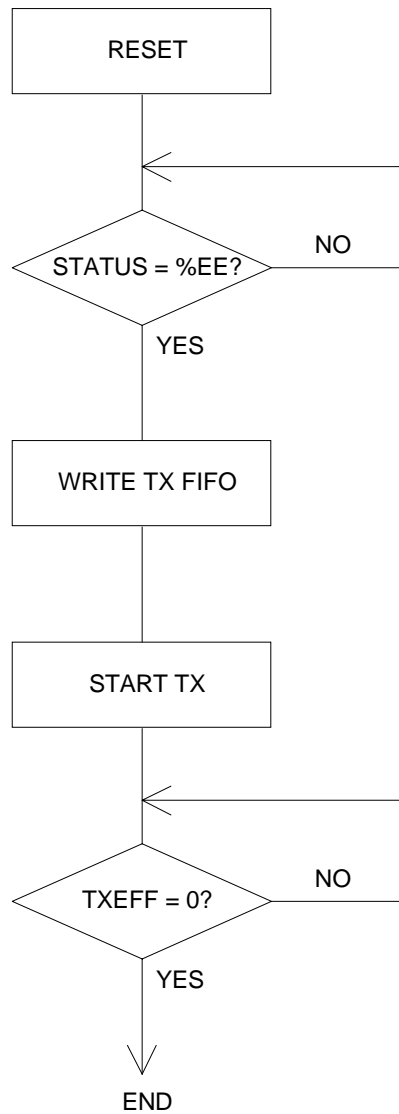 RESET
STATUS = %EE?
NO
YES
WRITE TX FIFO
START TX
TXEFF = 0?
NO
YES
END